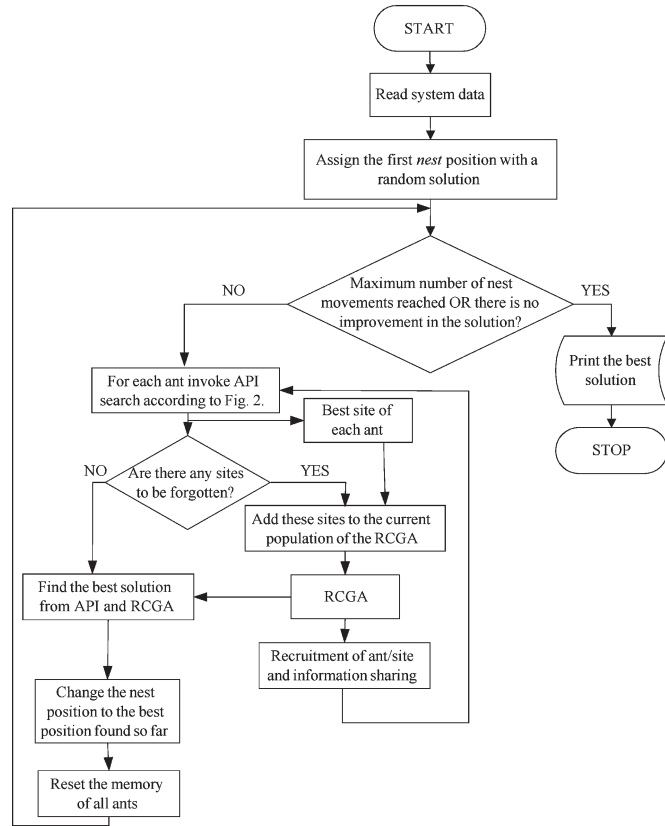 START
Read system data
Assign the first nest position with a
random solution
Maximum number of nest
movements reached OR there is no
improvement in the solution?
NO
YES
Print the best
solution
STOP
For each ant invoke API
search according to Fig. 2.
Best site of
each ant
Are there any sites
to be forgotten?
NO
YES
Add these sites to the current
population of the RCGA
Find the best solution
from API and RCGA
RCGA
Recruitment of ant/site
and information sharing
Change the nest
position to the best
position found so far
Reset the memory
of all ants